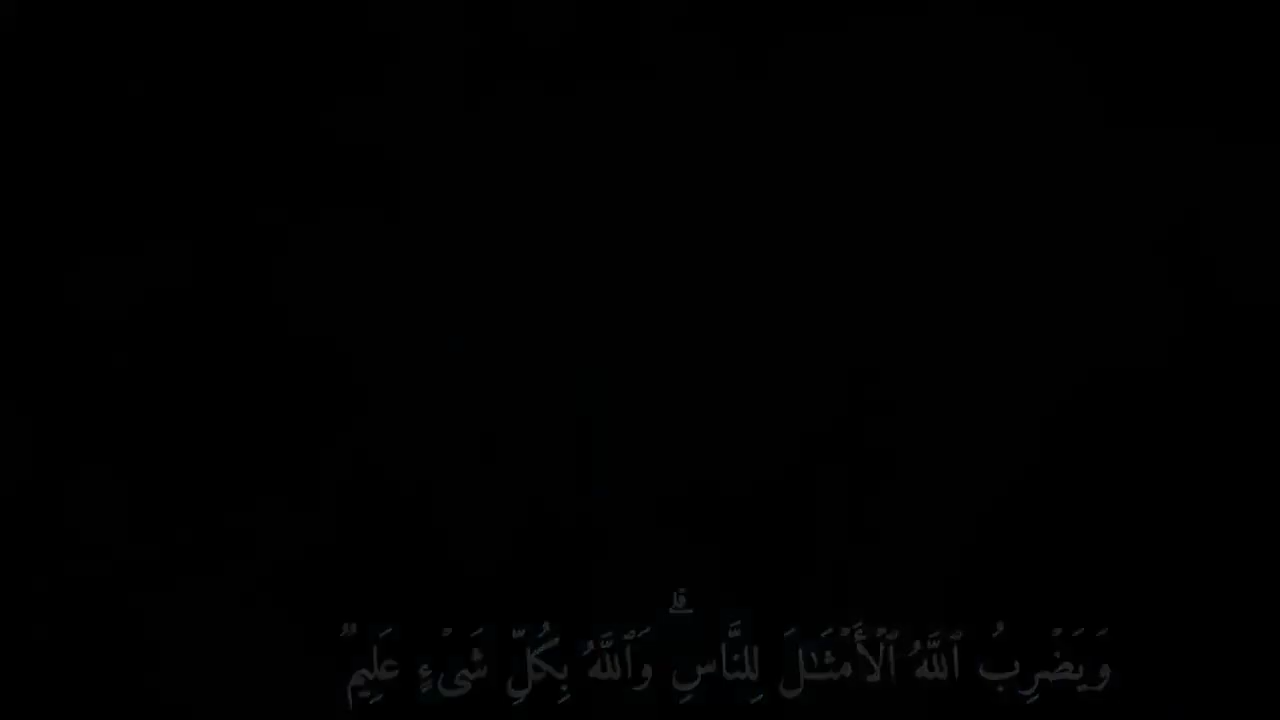 وَيَضْرِبُ ٱللَّهُ ٱلْأَمْثَـٰلَ لِلنَّاسِ ۗ وَٱللَّهُ بِكُلِّ شَىْءٍ عَلِيمٌ